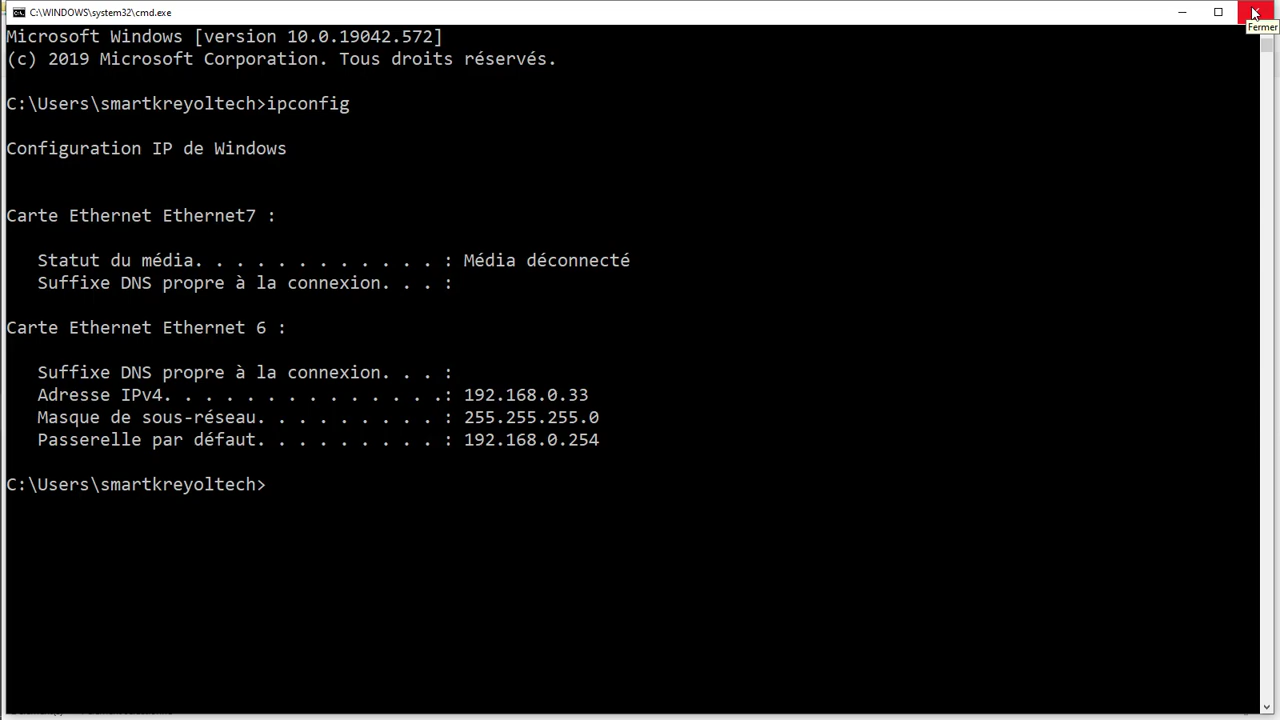 C:\WINDOWS\system32\cmd.exe
Fermer
Microsoft Windows [version 10.0.19042.572]
(c) 2019 Microsoft Corporation. Tous droits réservés.
C:\Users\smartkreyoltech>ipconfig
Configuration IP de Windows
Carte Ethernet Ethernet7 :
Statut du média. . . . . . . . . . . . : Média déconnecté
Suffixe DNS propre à la connexion. . . :
Carte Ethernet Ethernet 6 :
Suffixe DNS propre à la connexion. . . :
Adresse IPv4. . . . . . . . . . . . . .: 192.168.0.33
Masque de sous-réseau. . . . . . . . . : 255.255.255.0
Passerelle par défaut. . . . . . . . . : 192.168.0.254
C:\Users\smartkreyoltech>